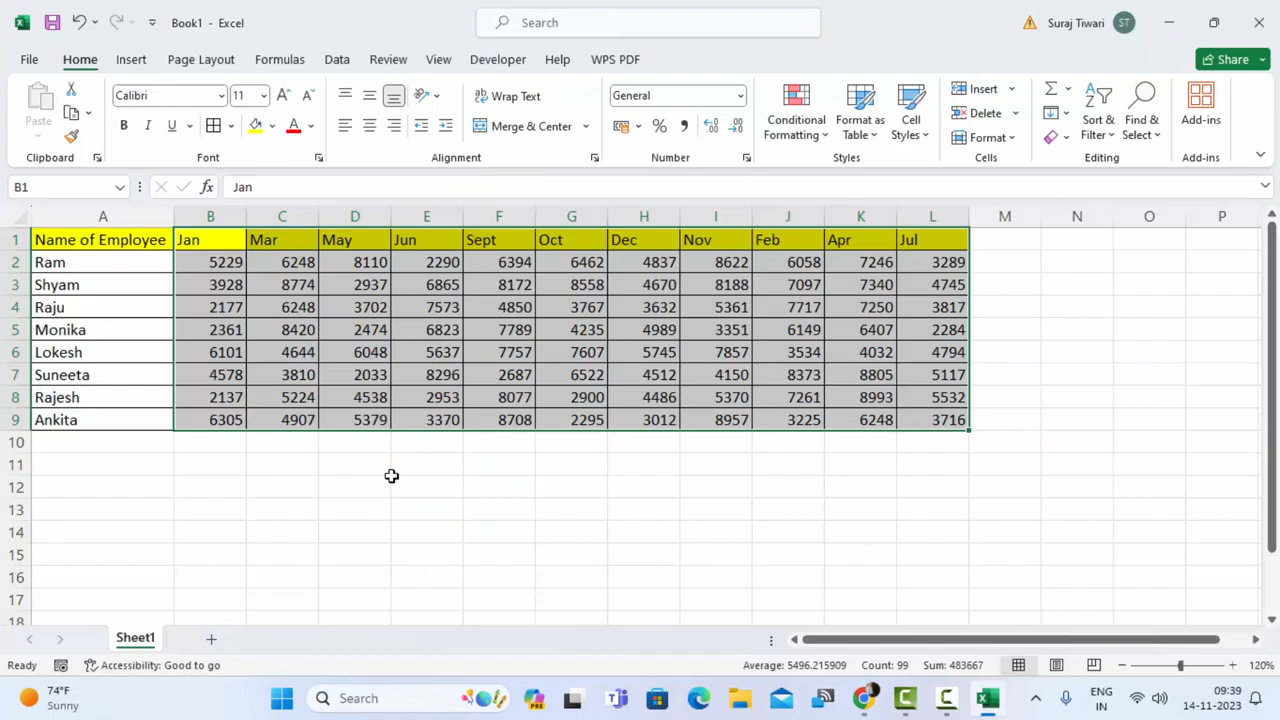 Book1 - Excel
Search
Suraj Tiwari
ST
File Home Insert Page Layout Formulas Data Review View Developer Help WPS PDF
Share
Paste
Calibri 11
B I U
Wrap Text
Merge & Center
General
Conditional Formatting
Format as Table
Cell Styles
Insert
Delete
Format
Sort & Filter
Find & Select
Add-ins
Clipboard Font Alignment Number Styles Cells Editing Add-ins
B1 fx Jan
A B C D E F G H I J K L M N O P
1 Name of Employee Jan Mar May Jun Sept Oct Dec Nov Feb Apr Jul
2 Ram 5229 6248 8110 2290 6394 6462 4837 8622 6058 7246 3289
3 Shyam 3928 8774 2937 6865 8172 8558 4670 8188 7097 7340 4745
4 Raju 2177 6248 3702 7573 4850 3767 3632 5361 7717 7250 3817
5 Monika 2361 8420 2474 6823 7789 4235 4989 3351 6149 6407 2284
6 Lokesh 6101 4644 6048 5637 7757 7607 5745 7857 3534 4032 4794
7 Suneeta 4578 3810 2033 8296 2687 6522 4512 4150 8373 8805 5117
8 Rajesh 2137 5224 4538 2953 8077 2900 4486 5370 7261 8993 5532
9 Ankita 6305 4907 5379 3370 8708 2295 3012 8957 3225 6248 3716
10
11
12
13
14
15
16
17
18
Sheet1
Ready Accessibility: Good to go Average: 5496.215909 Count: 99 Sum: 483667 120%
74°F
Sunny
Search
PRE
ENG
IN
09:39
14-11-2023